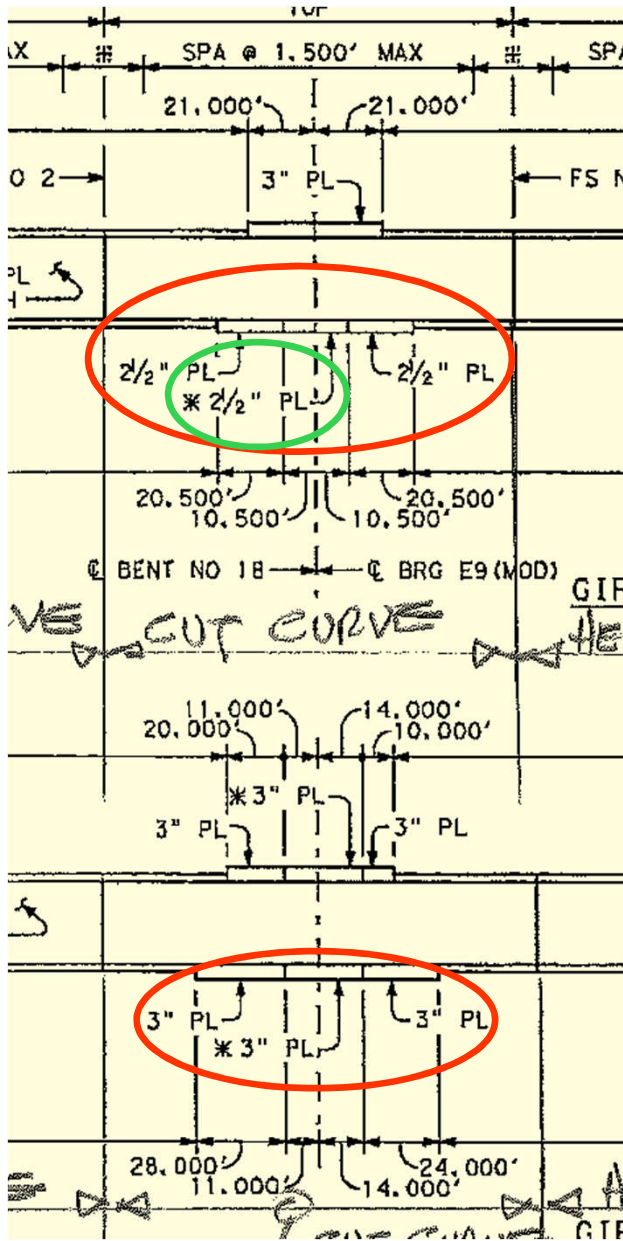 TOP
SPA @ 1.500' MAX
SPA
21.000' 21.000'
3" PL
O 2
FS N
PL
2½" PL 2½" PL
※ 2½" PL
20.500' 20.500'
10.500' 10.500'
℄ BENT NO 18 ℄ BRG E9(MOD)
GIR
VE CUT CURVE HE
11.000' 14.000'
20.000' 10.000'
※3" PL
3" PL 3" PL
3" PL 3" PL
※3" PL
28.000' 24.000'
11.000' 14.000'
GIR